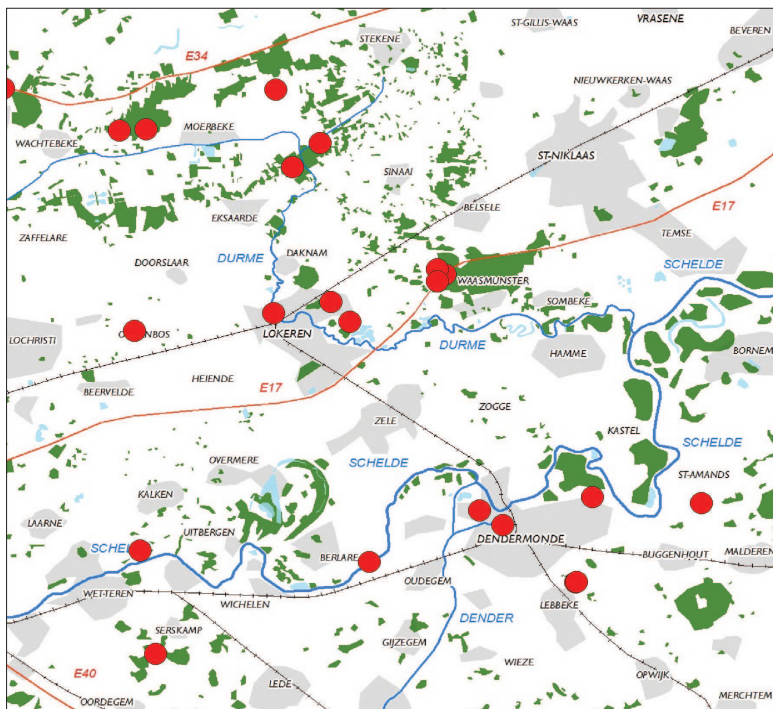 ST-GILLIS-WAAS
VRASENE
BEVEREN
STEKENE
E34
NIEUWKERKEN-WAAS
MOERBEKE
WACHTEBEKE
ST-NIKLAAS
SINAAI
BELSELE
E17
EKSAARDE
ZAFFELARE
TEMSE
DAKNAM
DURME
DOORSLAAR
SCHELDE
WAASMUNSTER
SOMBEKE
LOKEREN
LOCHRISTI
DURME
HAMME
BORNEM
HEIENDE
BEERVELDE
E17
ZOGGE
ZELE
KASTEL
SCHELDE
OVERMERE
SCHELDE
ST-AMANDS
KALKEN
LAARNE
UITBERGEN
DENDERMONDE
BERLARE
BUGGENHOUT
MALDEREN
OUDEGEM
WETTEREN
WICHELEN
LEBBEKE
DENDER
SERSKAMP
GIJZEGEM
WIEZE
E40
LEDE
OPWIJK
OORDEGEM
MERCHTEM